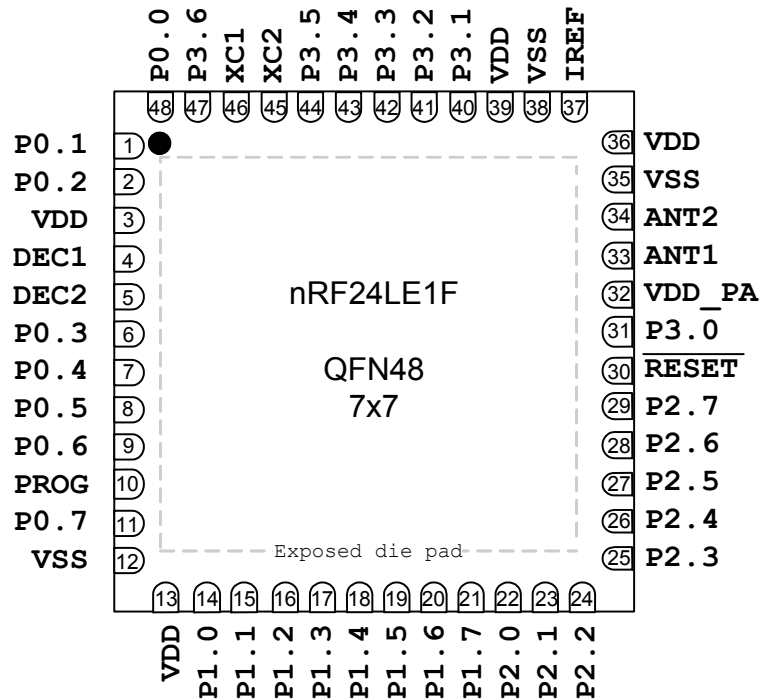 P0.0 P3.6 XC1 XC2 P3.5 P3.4 P3.3 P3.2 P3.1 VDD VSS IREF
48 47 46 45 44 43 42 41 40 39 38 37
P0.1 1 36 VDD
P0.2 2 35 VSS
VDD 3 34 ANT2
DEC1 4 33 ANT1
DEC2 5 32 VDD_PA
P0.3 6 31 P3.0
P0.4 7 30 RESET
P0.5 8 29 P2.7
P0.6 9 28 P2.6
PROG 10 27 P2.5
P0.7 11 26 P2.4
VSS 12 25 P2.3
nRF24LE1F
QFN48
7x7
Exposed die pad
13 14 15 16 17 18 19 20 21 22 23 24
VDD P1.0 P1.1 P1.2 P1.3 P1.4 P1.5 P1.6 P1.7 P2.0 P2.1 P2.2